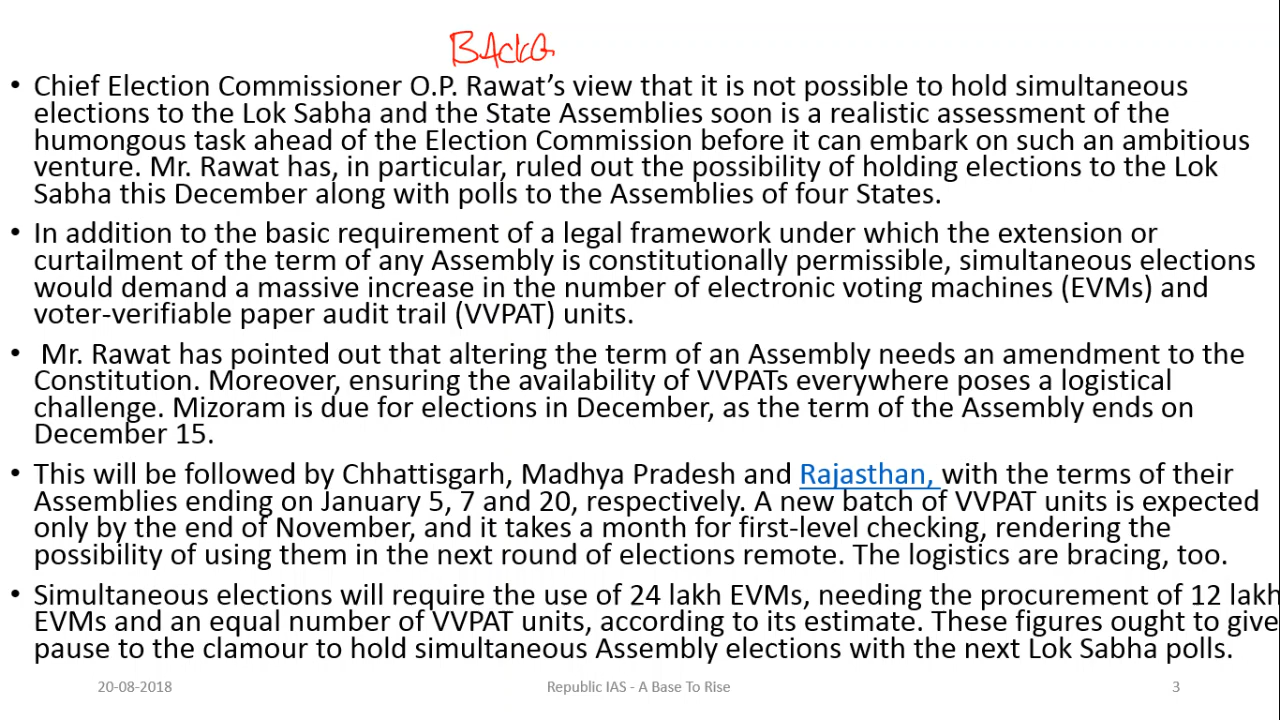 BACKG
• Chief Election Commissioner O.P. Rawat’s view that it is not possible to hold simultaneous
elections to the Lok Sabha and the State Assemblies soon is a realistic assessment of the
humongous task ahead of the Election Commission before it can embark on such an ambitious
venture. Mr. Rawat has, in particular, ruled out the possibility of holding elections to the Lok
Sabha this December along with polls to the Assemblies of four States.
• In addition to the basic requirement of a legal framework under which the extension or
curtailment of the term of any Assembly is constitutionally permissible, simultaneous elections
would demand a massive increase in the number of electronic voting machines (EVMs) and
voter-verifiable paper audit trail (VVPAT) units.
• Mr. Rawat has pointed out that altering the term of an Assembly needs an amendment to the
Constitution. Moreover, ensuring the availability of VVPATs everywhere poses a logistical
challenge. Mizoram is due for elections in December, as the term of the Assembly ends on
December 15.
• This will be followed by Chhattisgarh, Madhya Pradesh and Rajasthan, with the terms of their
Assemblies ending on January 5, 7 and 20, respectively. A new batch of VVPAT units is expected
only by the end of November, and it takes a month for first-level checking, rendering the
possibility of using them in the next round of elections remote. The logistics are bracing, too.
• Simultaneous elections will require the use of 24 lakh EVMs, needing the procurement of 12 lakh
EVMs and an equal number of VVPAT units, according to its estimate. These figures ought to give
pause to the clamour to hold simultaneous Assembly elections with the next Lok Sabha polls.
20-08-2018 Republic IAS - A Base To Rise 3